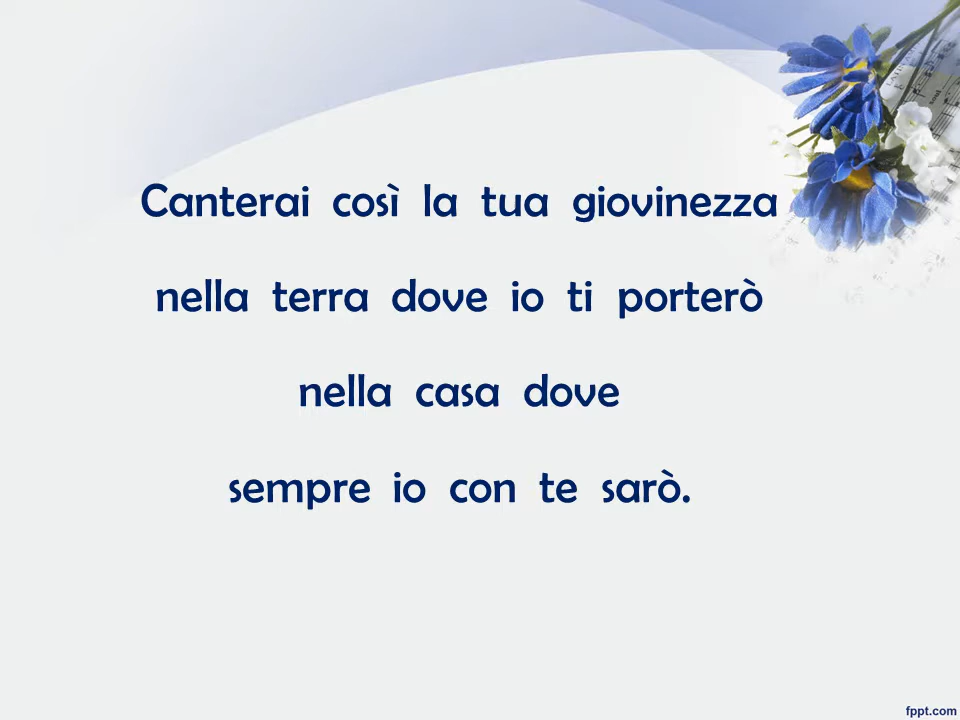 Canterai così la tua giovinezza
nella terra dove io ti porterò
nella casa dove
sempre io con te sarò.
fppt.com